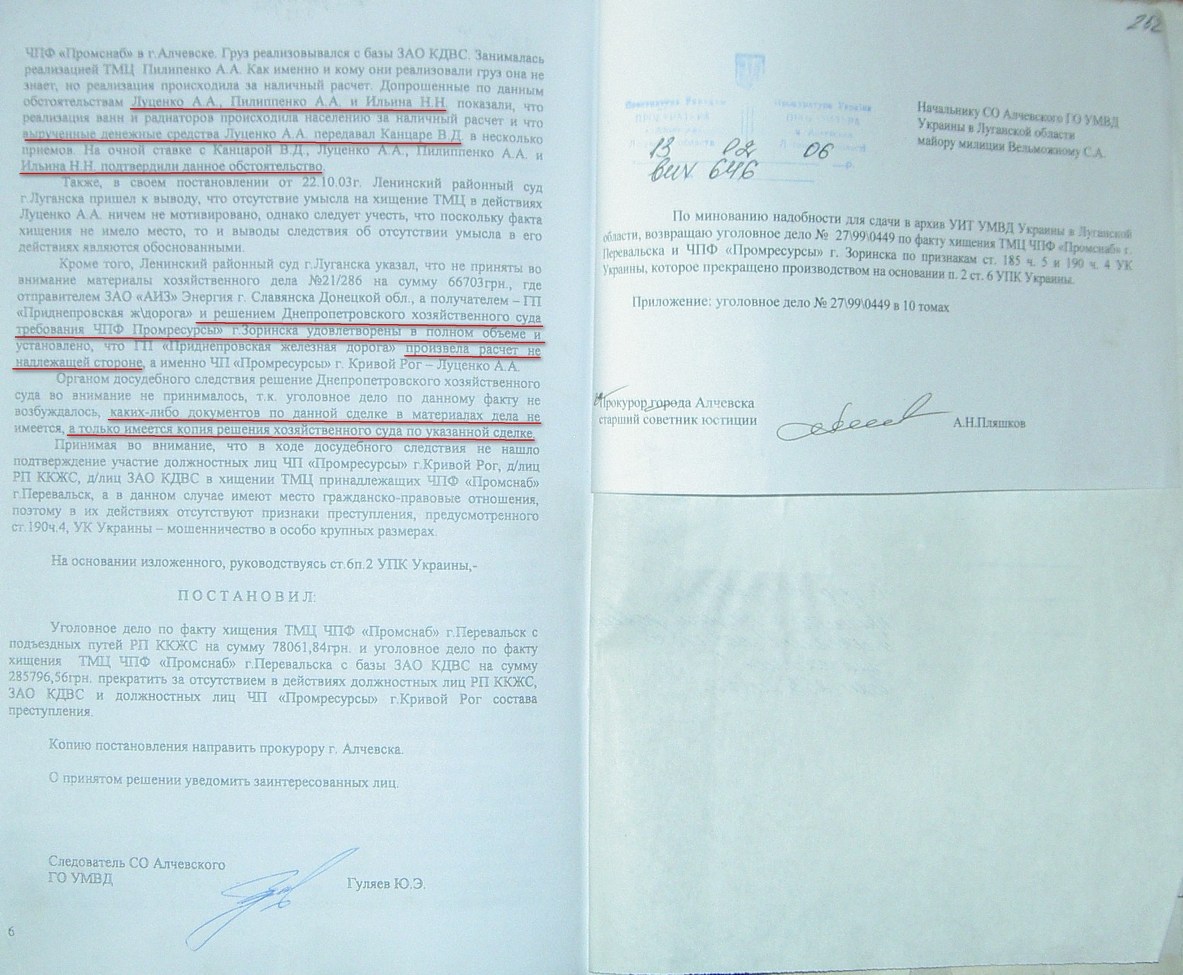 ЧПФ «Промснаб» в г.Алчевске. Груз реализовывался с базы ЗАО КДВС. Занималась
реализацией ТМЦ Пилипенко А.А. Как именно и кому они реализовали груз она не
знает, но реализация происходила за наличный расчет. Допрошенные по данным
обстоятельствам Луценко А.А., Пилиппенко А.А. и Ильина Н.Н. показали, что
реализация ванн и радиаторов происходила населению за наличный расчет и что
вырученные денежные средства Луценко А.А. передавал Канцаре В.Д. в несколько
приемов. На очной ставке с Канцарой В.Д., Луценко А.А., Пилиппенко А.А. и
Ильина Н.Н. подтвердили данное обстоятельство.
Также, в своем постановлении от 22.10.03г. Ленинский районный суд
г.Луганска пришел к выводу, что отсутствие умысла на хищение ТМЦ в действиях
Луценко А.А. ничем не мотивировано, однако следует учесть, что поскольку факта
хищения не имело место, то и выводы следствия об отсутствии умысла в его
действиях являются обоснованными.
Кроме того, Ленинский районный суд г.Луганска указал, что не приняты во
внимание материалы хозяйственного дела №21/286 на сумму 66703грн., где
отправителем ЗАО «АИЗ» Энергия г. Славянска Донецкой обл., а получателем – ГП
«Приднепровская ж\дорога» и решением Днепропетровского хозяйственного суда
требования ЧПФ Промресурсы» г.Зоринска удовлетворены в полном объеме и
установлено, что ГП «Приднепровская железная дорога» произвела расчет не
надлежащей стороне, а именно ЧП «Промресурсы» г. Кривой Рог – Луценко А.А.
Органом досудебного следствия решение Днепропетровского хозяйственного
суда во внимание не принималось, т.к. уголовное дело по данному факту не
возбуждалось, каких-либо документов по данной сделке в материалах дела не
имеется, а только имеется копия решения хозяйственного суда по указанной сделке.
Принимая во внимание, что в ходе досудебного следствия не нашло
подтверждение участие должностных лиц ЧП «Промресурсы» г.Кривой Рог, д/лиц
РП ККЖС, д/лиц ЗАО КДВС в хищении ТМЦ принадлежащих ЧПФ «Промснаб»
г.Перевальск, а в данном случае имеют место гражданско-правовые отношения,
поэтому в их действиях отсутствуют признаки преступления, предусмотренного
ст.190ч.4, УК Украины – мошенничество в особо крупных размерах.
На основании изложенного, руководствуясь ст.6п.2 УПК Украины,-
ПОСТАНОВИЛ:
Уголовное дело по факту хищения ТМЦ ЧПФ «Промснаб» г.Перевальск с
подъездных путей РП ККЖС на сумму 78061,84грн. и уголовное дело по факту
хищения ТМЦ ЧПФ «Промснаб» г.Перевальска с базы ЗАО КДВС на сумму
285796,56грн. прекратить за отсутствием в действиях должностных лиц РП ККЖС,
ЗАО КДВС и должностных лиц ЧП «Промресурсы» г.Кривой Рог состава
преступления.
Копию постановления направить прокурору г. Алчевска.
О принятом решении уведомить заинтересованных лиц.
Следователь СО Алчевского
ГО УМВД
Гуляев Ю.Э.
6
252
13 02 06
вих 646
Начальнику СО Алчевского ГО УМВД
Украины в Луганской области
майору милиции Вельможному С.А.
По минованию надобности для сдачи в архив УИТ УМВД Украины в Луганской
области, возвращаю уголовное дело № 27\99\0449 по факту хищения ТМЦ ЧПФ «Промснаб» г.
Перевальска и ЧПФ «Промресурсы» г. Зоринска по признакам ст. 185 ч. 5 и 190 ч. 4 УК
Украины, которое прекращено производством на основании п. 2 ст. 6 УПК Украины.
Приложение: уголовное дело № 27\99\0449 в 10 томах
Прокурор города Алчевска
старший советник юстиции
А.Н.Пляшков